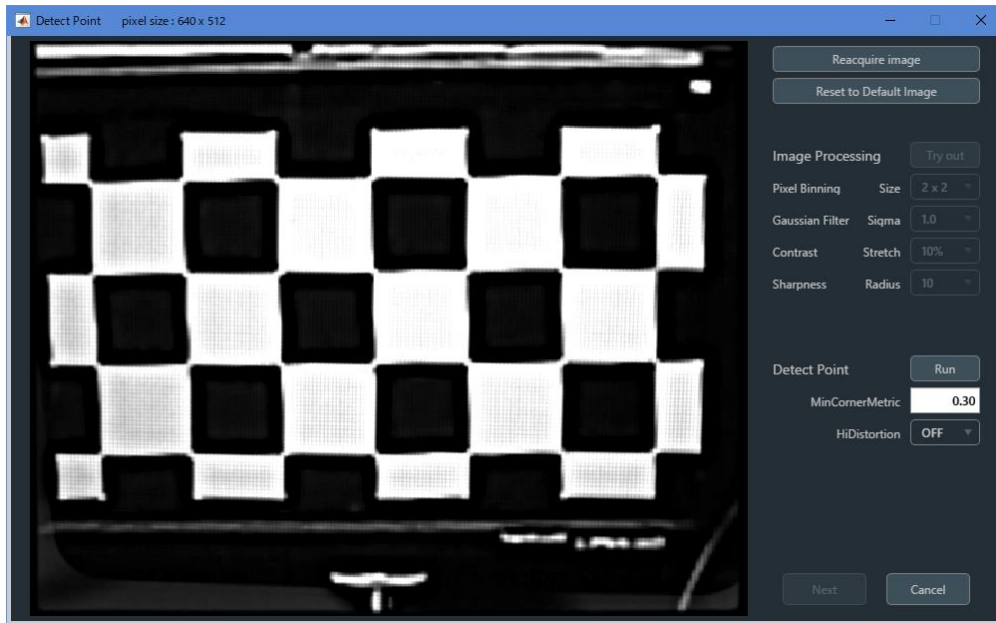 Detect Point pixel size : 640 x 512
Reacquire image
Reset to Default Image
Image Processing Try out
Pixel Binning Size 2 x 2
Gaussian Filter Sigma 1.0
Contrast Stretch 10%
Sharpness Radius 10
Detect Point Run
MinCornerMetric 0.30
HiDistortion OFF
Next Cancel